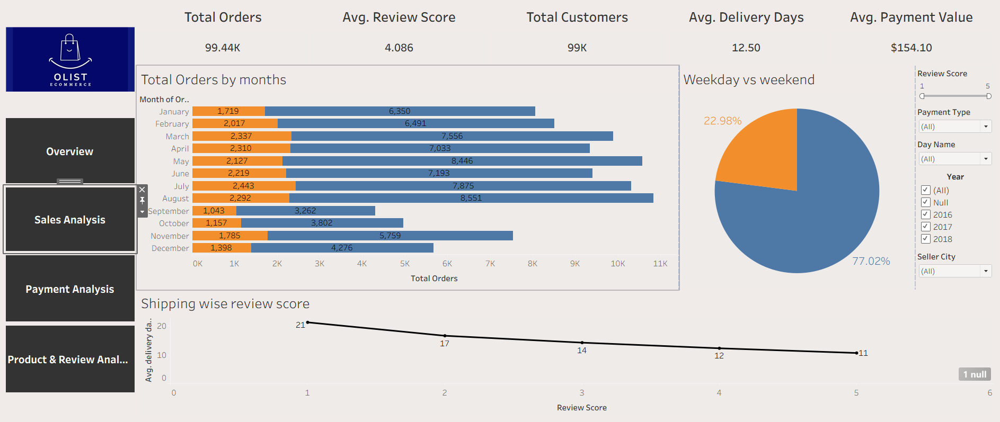 Total Orders
Avg. Review Score
Total Customers
Avg. Delivery Days
Avg. Payment Value
99.44K
4.086
99K
12.50
$154.10
OLIST
ECOMMERCE
Overview
Sales Analysis
Payment Analysis
Product & Review Anal...
Total Orders by months
Month of Or..
January 1,719 6,350
February 2,017 6,491
March 2,337 7,556
April 2,310 7,033
May 2,127 8,446
June 2,219 7,193
July 2,443 7,875
August 2,292 8,551
September 1,043 3,262
October 1,157 3,802
November 1,785 5,759
December 1,398 4,276
0K 1K 2K 3K 4K 5K 6K 7K 8K 9K 10K 11K
Total Orders
Weekday vs weekend
22.98%
77.02%
Review Score
1 5
Payment Type
(All)
Day Name
(All)
Year
(All)
Null
2016
2017
2018
Seller City
(All)
Shipping wise review score
Avg. delivery da..
20
10
0
21
17
14
12
11
1 null
0 1 2 3 4 5 6
Review Score